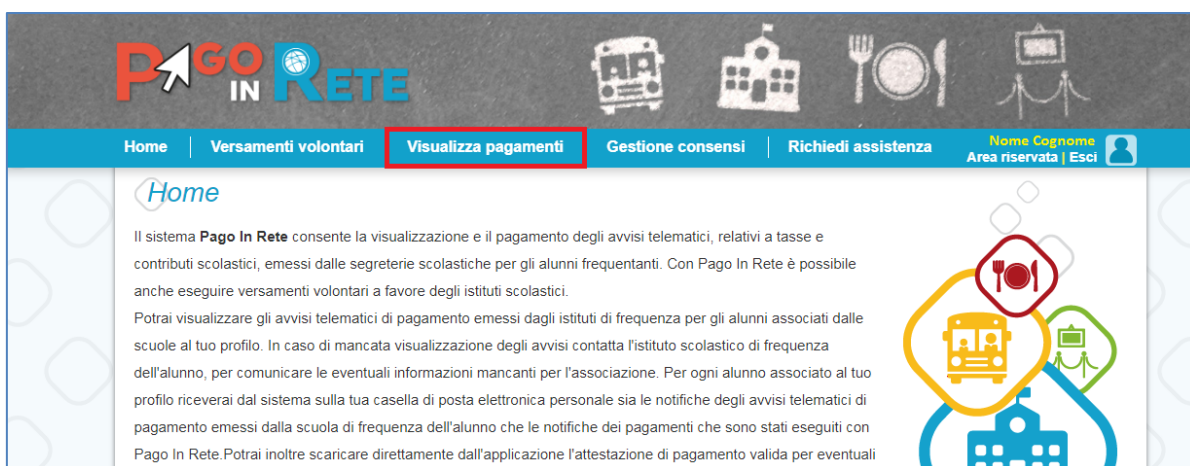 PAGO
IN RETE
Home Versamenti volontari Visualizza pagamenti Gestione consensi Richiedi assistenza
Nome Cognome
Area riservata | Esci
Home
Il sistema Pago In Rete consente la visualizzazione e il pagamento degli avvisi telematici, relativi a tasse e
contributi scolastici, emessi dalle segreterie scolastiche per gli alunni frequentanti. Con Pago In Rete è possibile
anche eseguire versamenti volontari a favore degli istituti scolastici.
Potrai visualizzare gli avvisi telematici di pagamento emessi dagli istituti di frequenza per gli alunni associati dalle
scuole al tuo profilo. In caso di mancata visualizzazione degli avvisi contatta l'istituto scolastico di frequenza
dell'alunno, per comunicare le eventuali informazioni mancanti per l'associazione. Per ogni alunno associato al tuo
profilo riceverai dal sistema sulla tua casella di posta elettronica personale sia le notifiche degli avvisi telematici di
pagamento emessi dalla scuola di frequenza dell'alunno che le notifiche dei pagamenti che sono stati eseguiti con
Pago In Rete.Potrai inoltre scaricare direttamente dall'applicazione l'attestazione di pagamento valida per eventuali